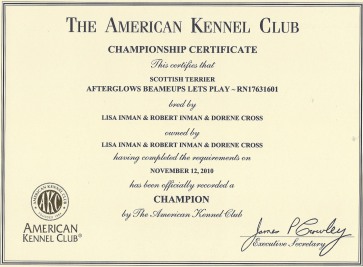 THE AMERICAN KENNEL CLUB
CHAMPIONSHIP CERTIFICATE
This certifies that
SCOTTISH TERRIER
AFTERGLOWS BEAMEUPS LETS PLAY ~ RN17631601
bred by
LISA INMAN & ROBERT INMAN & DORENE CROSS
owned by
LISA INMAN & ROBERT INMAN & DORENE CROSS
having completed the requirements on
NOVEMBER 12, 2010
has been officially recorded a
CHAMPION
by The American Kennel Club
AMERICAN KENNEL CLUB
AKC
AMERICAN
KENNEL CLUB®
James P Crowley
Executive Secretary